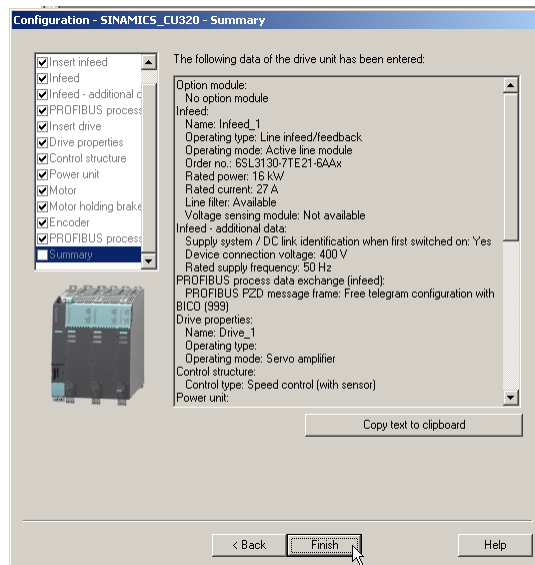 Configuration - SINAMICS_CU320 - Summary
Insert infeed
Infeed
Infeed - additional d
PROFIBUS process
Insert drive
Drive properties
Control structure
Power unit
Motor
Motor holding brake
Encoder
PROFIBUS process
Summary
The following data of the drive unit has been entered:
Option module:
No option module
Infeed:
Name: Infeed_1
Operating type: Line infeed/feedback
Operating mode: Active line module
Order no.: 6SL3130-7TE21-6AAx
Rated power: 16 kW
Rated current: 27 A
Line filter: Available
Voltage sensing module: Not available
Infeed - additional data:
Supply system / DC link identification when first switched on: Yes
Device connection voltage: 400 V
Rated supply frequency: 50 Hz
PROFIBUS process data exchange (infeed):
PROFIBUS PZD message frame: Free telegram configuration with
BICO (999)
Drive properties:
Name: Drive_1
Operating type:
Operating mode: Servo amplifier
Control structure:
Control type: Speed control (with sensor)
Power unit:
Copy text to clipboard
< Back
Finish
Help